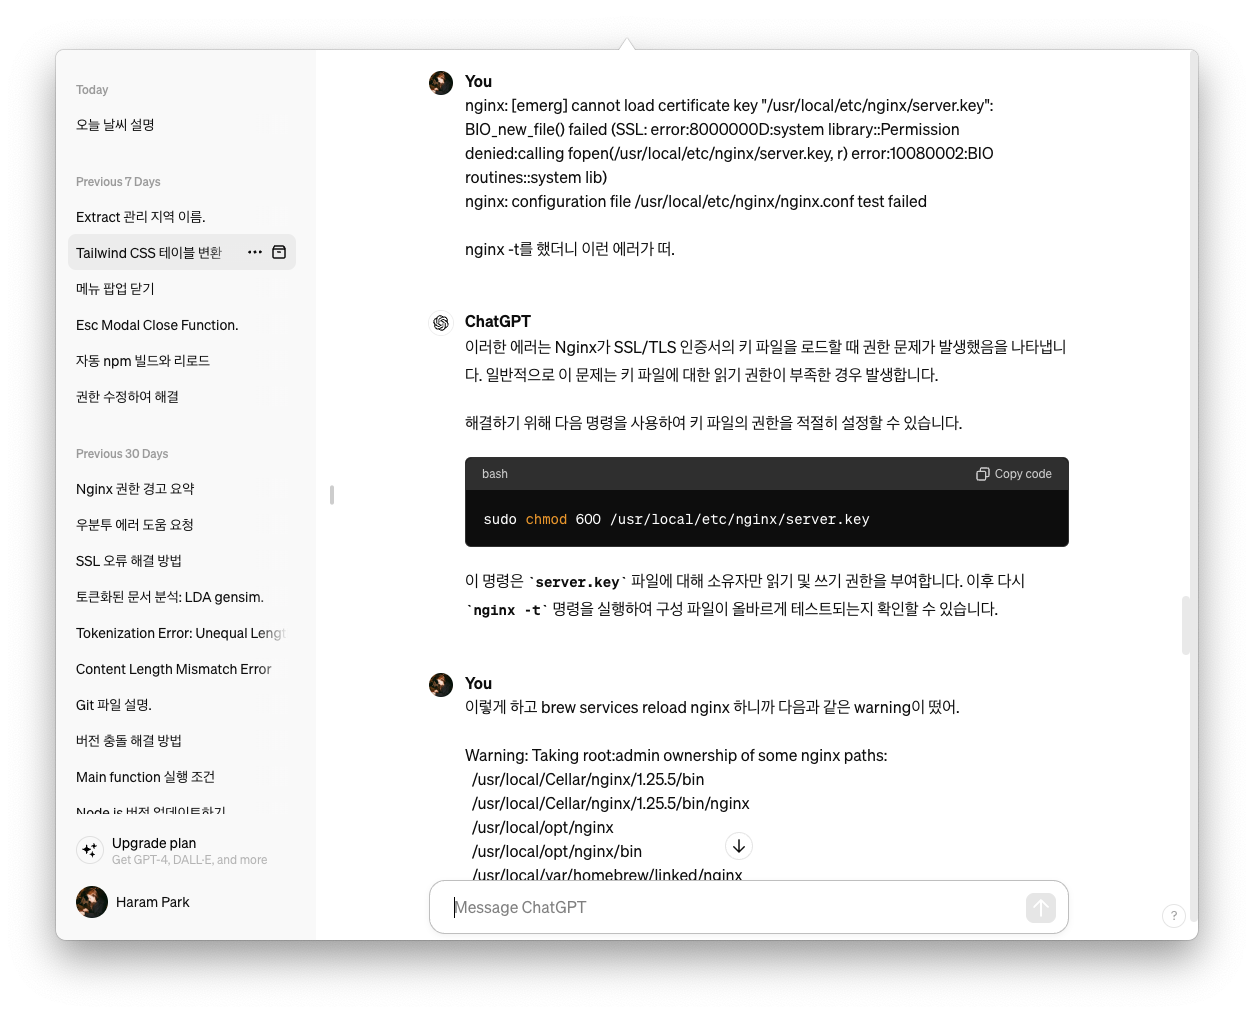 Today
오늘 날씨 설명
Previous 7 Days
Extract 관리 지역 이름.
Tailwind CSS 테이블 변환
메뉴 팝업 닫기
Esc Modal Close Function.
자동 npm 빌드와 리로드
권한 수정하여 해결
Previous 30 Days
Nginx 권한 경고 요약
우분투 에러 도움 요청
SSL 오류 해결 방법
토큰화된 문서 분석: LDA gensim.
Tokenization Error: Unequal Lengt
Content Length Mismatch Error
Git 파일 설명.
버전 충돌 해결 방법
Main function 실행 조건
Node.js 버전 업데이트하기
Upgrade plan
Get GPT-4, DALL·E, and more
Haram Park
You
nginx: [emerg] cannot load certificate key "/usr/local/etc/nginx/server.key":
BIO_new_file() failed (SSL: error:8000000D:system library::Permission
denied:calling fopen(/usr/local/etc/nginx/server.key, r) error:10080002:BIO
routines::system lib)
nginx: configuration file /usr/local/etc/nginx/nginx.conf test failed
nginx -t를 했더니 이런 에러가 떠.
ChatGPT
이러한 에러는 Nginx가 SSL/TLS 인증서의 키 파일을 로드할 때 권한 문제가 발생했음을 나타냅니
다. 일반적으로 이 문제는 키 파일에 대한 읽기 권한이 부족한 경우 발생합니다.
해결하기 위해 다음 명령을 사용하여 키 파일의 권한을 적절히 설정할 수 있습니다.
bash Copy code
sudo chmod 600 /usr/local/etc/nginx/server.key
이 명령은 `server.key` 파일에 대해 소유자만 읽기 및 쓰기 권한을 부여합니다. 이후 다시
`nginx -t` 명령을 실행하여 구성 파일이 올바르게 테스트되는지 확인할 수 있습니다.
You
이렇게 하고 brew services reload nginx 하니까 다음과 같은 warning이 떴어.
Warning: Taking root:admin ownership of some nginx paths:
/usr/local/Cellar/nginx/1.25.5/bin
/usr/local/Cellar/nginx/1.25.5/bin/nginx
/usr/local/opt/nginx
/usr/local/opt/nginx/bin
/usr/local/var/homebrew/linked/nginx
Message ChatGPT
?